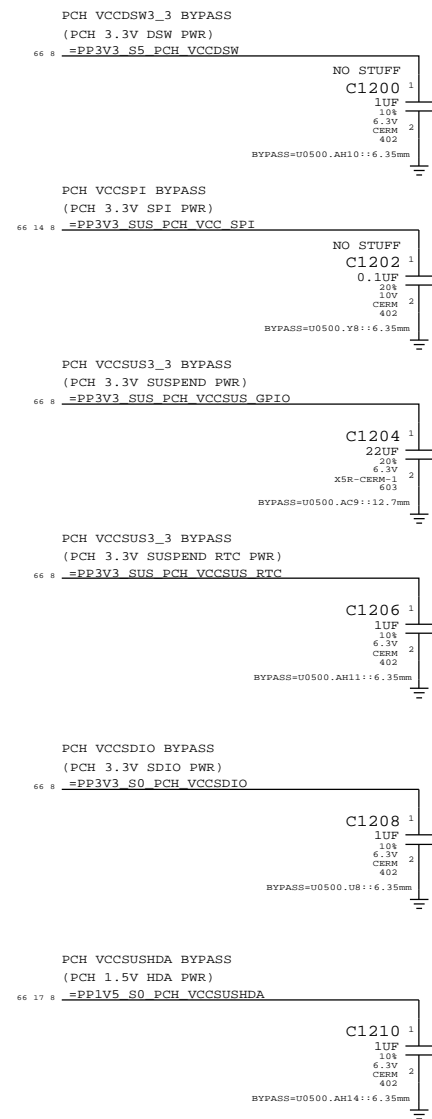 PCH VCCDSW3_3 BYPASS
(PCH 3.3V DSW PWR)
66 8 =PP3V3_S5_PCH_VCCDSW
NO STUFF
C1200 1
1UF
10%
6.3V
CERM 2
402
BYPASS=U0500.AH10::6.35mm
PCH VCCSPI BYPASS
(PCH 3.3V SPI PWR)
66 14 8 =PP3V3_SUS_PCH_VCC_SPI
NO STUFF
C1202 1
0.1UF
20%
10V
CERM 2
402
BYPASS=U0500.Y8::6.35mm
PCH VCCSUS3_3 BYPASS
(PCH 3.3V SUSPEND PWR)
66 8 =PP3V3_SUS_PCH_VCCSUS_GPIO
C1204 1
22UF
20%
6.3V
X5R-CERM-1 2
603
BYPASS=U0500.AC9::12.7mm
PCH VCCSUS3_3 BYPASS
(PCH 3.3V SUSPEND RTC PWR)
66 8 =PP3V3_SUS_PCH_VCCSUS_RTC
C1206 1
1UF
10%
6.3V
CERM 2
402
BYPASS=U0500.AH11::6.35mm
PCH VCCSDIO BYPASS
(PCH 3.3V SDIO PWR)
66 8 =PP3V3_S0_PCH_VCCSDIO
C1208 1
1UF
10%
6.3V
CERM 2
402
BYPASS=U0500.U8::6.35mm
PCH VCCSUSHDA BYPASS
(PCH 1.5V HDA PWR)
66 17 8 =PP1V5_S0_PCH_VCCSUSHDA
C1210 1
1UF
10%
6.3V
CERM 2
402
BYPASS=U0500.AH14::6.35mm